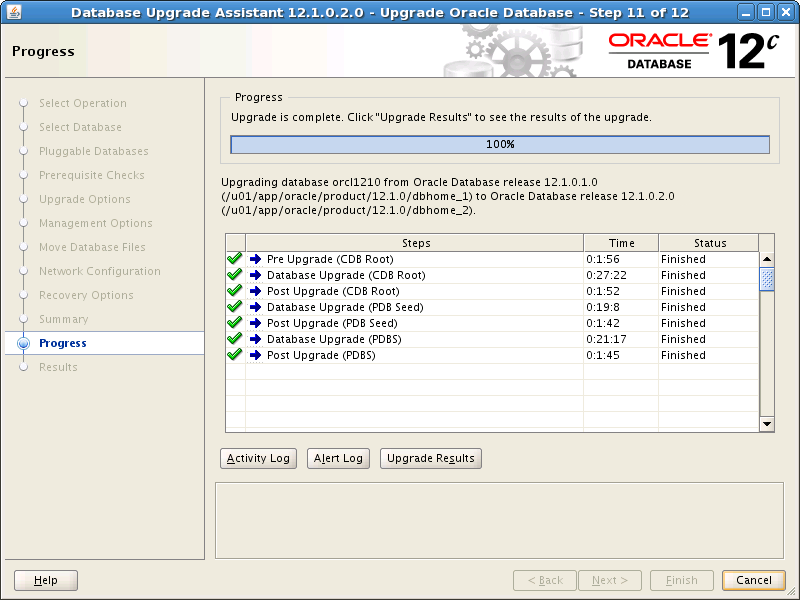 Database Upgrade Assistant 12.1.0.2.0 - Upgrade Oracle Database - Step 11 of 12
Progress
ORACLE
DATABASE
12c
Select Operation
Select Database
Pluggable Databases
Prerequisite Checks
Upgrade Options
Management Options
Move Database Files
Network Configuration
Recovery Options
Summary
Progress
Results
Progress
Upgrade is complete. Click "Upgrade Results" to see the results of the upgrade.
100%
Upgrading database orcl1210 from Oracle Database release 12.1.0.1.0
(/u01/app/oracle/product/12.1.0/dbhome_1) to Oracle Database release 12.1.0.2.0
(/u01/app/oracle/product/12.1.0/dbhome_2).
Steps Time Status
Pre Upgrade (CDB Root) 0:1:56 Finished
Database Upgrade (CDB Root) 0:27:22 Finished
Post Upgrade (CDB Root) 0:1:52 Finished
Database Upgrade (PDB Seed) 0:19:8 Finished
Post Upgrade (PDB Seed) 0:1:42 Finished
Database Upgrade (PDBS) 0:21:17 Finished
Post Upgrade (PDBS) 0:1:45 Finished
Activity Log Alert Log Upgrade Results
Help < Back Next > Finish Cancel